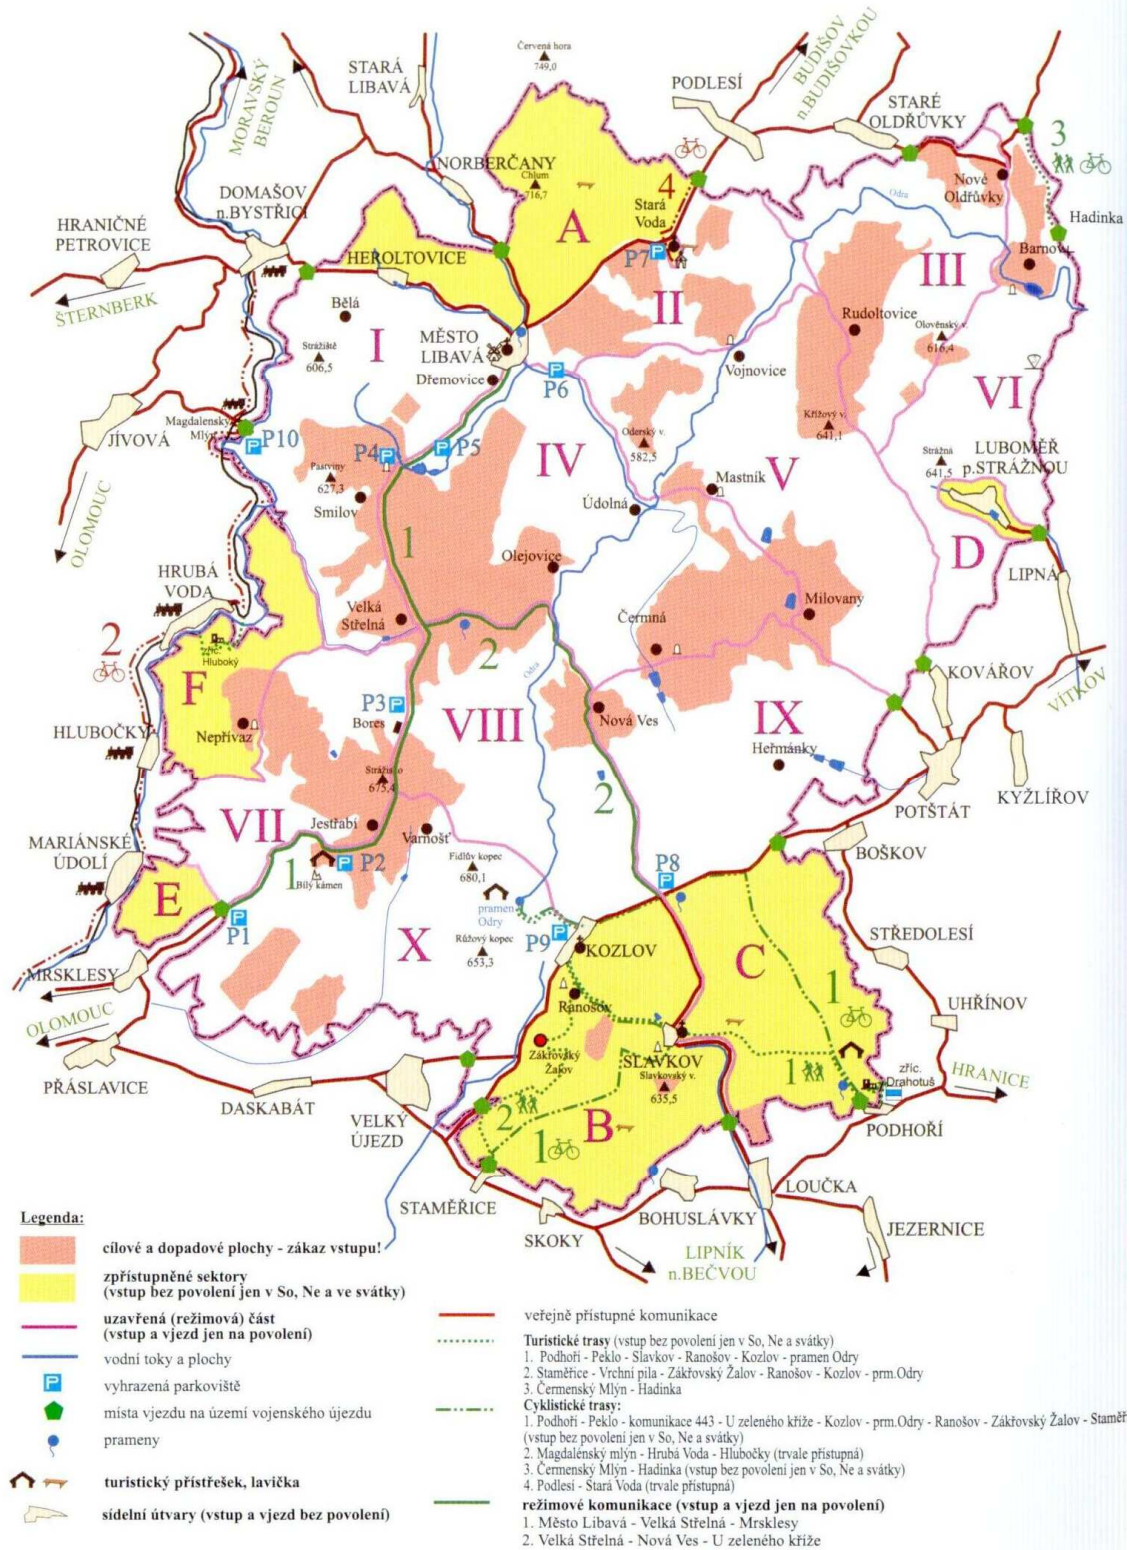 Červená hora
749,0
STARÁ
LIBAVÁ
MORAVSKÝ
BEROUN
PODLESÍ
BUDIŠOV
n.BUDIŠOVKOU
STARÉ
OLDŘŮVKY
3
NORBERČANY
Chlum
716,7
A
4
Stará
Voda
P7
Nové
Oldřůvky
Hadinka
Odra
DOMAŠOV
n.BYSTŘICÍ
HRANIČNÉ
PETROVICE
ŠTERNBERK
HEROLTOVICE
Barnov
III
II
Bělá
I
Strážiště
606,5
MĚSTO
LIBAVÁ
Dřemovice
P6
Vojnovice
Rudoltovice
Olověnský v.
616,4
VI
JÍVOVÁ
Magdalenský
Mlýn
P10
P4
P5
Pastviny
627,3
Smilov
IV
Oderský v.
582,5
Křížový v.
641,1
V
Mastník
Strážná
641,5
LUBOMĚŘ
p.STRÁŽNOU
OLOMOUC
Údolná
1
Olejovice
D
LIPNÁ
HRUBÁ
VODA
Velká
Střelná
Čermná
Milovany
2
zříc.
Hluboký
2
Odra
KOVÁŘOV
VÍTKOV
F
P3
Bores
VIII
Nová Ves
IX
HLUBOČKY
Nepřívaz
Heřmánky
Strážisko
675,4
2
POTŠTÁT
KYŽLÍŘOV
VII
Jestřabí
Varnošť
MARIÁNSKÉ
ÚDOLÍ
P2
1
Bílý kámen
Fidlův kopec
680,1
P8
BOŠKOV
E
P1
pramen
Odry
P9
KOZLOV
X
Růžový kopec
653,3
C
STŘEDOLESÍ
MRSKLESY
OLOMOUC
Ranošov
1
UHŘÍNOV
Zákřovský
Žalov
SLAVKOV
Slavkovský v.
635,5
1
zříc.
Drahotuš
HRANICE
PŘÁSLAVICE
DASKABÁT
VELKÝ
ÚJEZD
2
B
1
PODHOŘÍ
STAMĚŘICE
LOUČKA
BOHUSLÁVKY
SKOKY
JEZERNICE
LIPNÍK
n.BEČVOU
Legenda:
cílové a dopadové plochy - zákaz vstupu!
zpřístupněné sektory
(vstup bez povolení jen v So, Ne a ve svátky)
uzavřená (režimová) část
(vstup a vjezd jen na povolení)
vodní toky a plochy
P vyhrazená parkoviště
místa vjezdu na území vojenského újezdu
prameny
turistický přístřešek, lavička
sídelní útvary (vstup a vjezd bez povolení)
veřejně přístupné komunikace
Turistické trasy (vstup bez povolení jen v So, Ne a svátky)
1. Podhoří - Peklo - Slavkov - Ranošov - Kozlov - pramen Odry
2. Staměřice - Vrchní pila - Zákřovský Žalov - Ranošov - Kozlov - prm.Odry
3. Čermenský Mlýn - Hadinka
Cyklistické trasy:
1. Podhoří - Peklo - komunikace 443 - U zeleného kříže - Kozlov - prm.Odry - Ranošov - Zákřovský Žalov - Staměř
(vstup bez povolení jen v So, Ne a svátky)
2. Magdalénský mlýn - Hrubá Voda - Hlubočky (trvale přístupná)
3. Čermenský Mlýn - Hadinka (vstup bez povolení jen v So, Ne a svátky)
4. Podlesí - Stará Voda (trvale přístupná)
režimové komunikace (vstup a vjezd jen na povolení)
1. Město Libavá - Velká Střelná - Mrsklesy
2. Velká Střelná - Nová Ves - U zeleného kříže